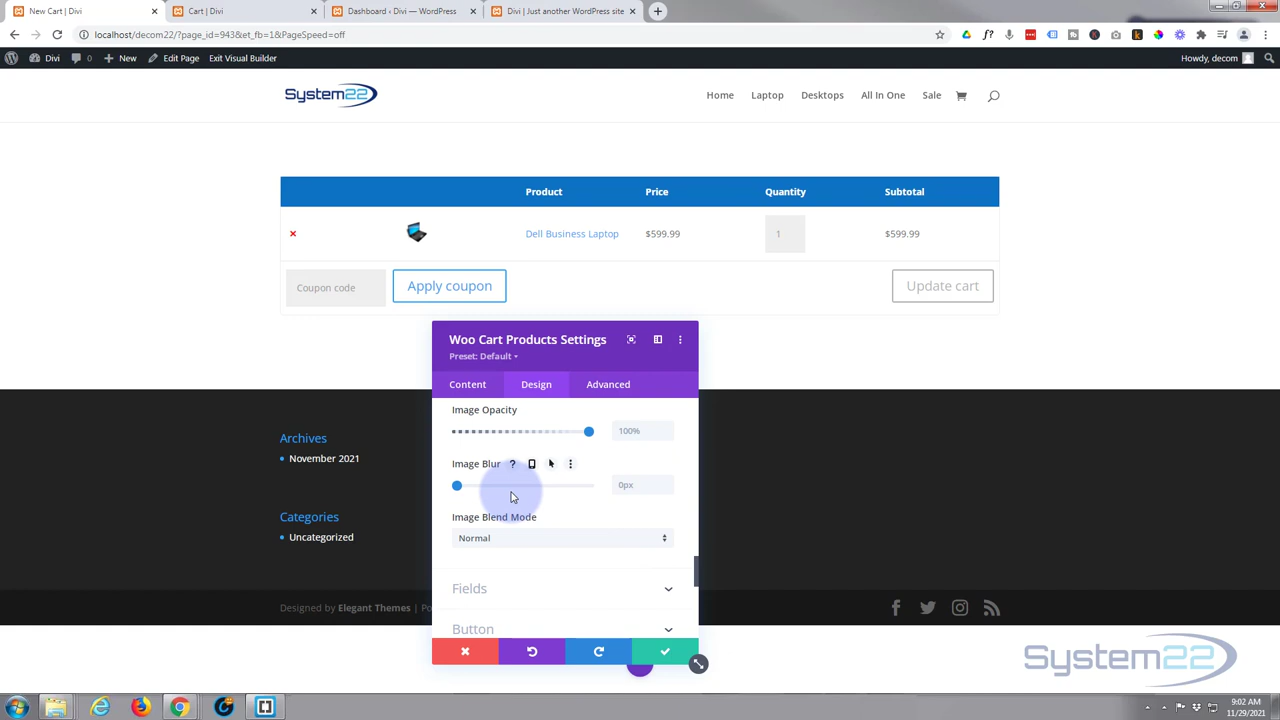 New Cart | Divi
Cart | Divi
Dashboard ‹ Divi — WordPress
Divi | Just another WordPress site
localhost/decom22/?page_id=943&et_fb=1&PageSpeed=off
Divi 0 New Edit Page Exit Visual Builder Howdy, decom
System22
Home Laptop Desktops All In One Sale
Product Price Quantity Subtotal
Dell Business Laptop $599.99 1 $599.99
Coupon code Apply coupon Update cart
Woo Cart Products Settings
Preset: Default
Content Design Advanced
Image Opacity
100%
Image Blur
0px
Image Blend Mode
Normal
Fields
Button
Archives
November 2021
Categories
Uncategorized
Designed by Elegant Themes | Po
System22
9:02 AM
11/29/2021